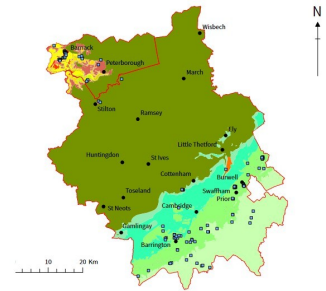 Wisbech
N
Barnack
Peterborough
March
Stilton
Ramsey
Ely
Little Thetford
Huntingdon
St Ives
Cottenham
Burwell
Toseland
Swaffham
Prior
St Neots
Cambridge
Gamlingay
Barrington
0 10 20 Km